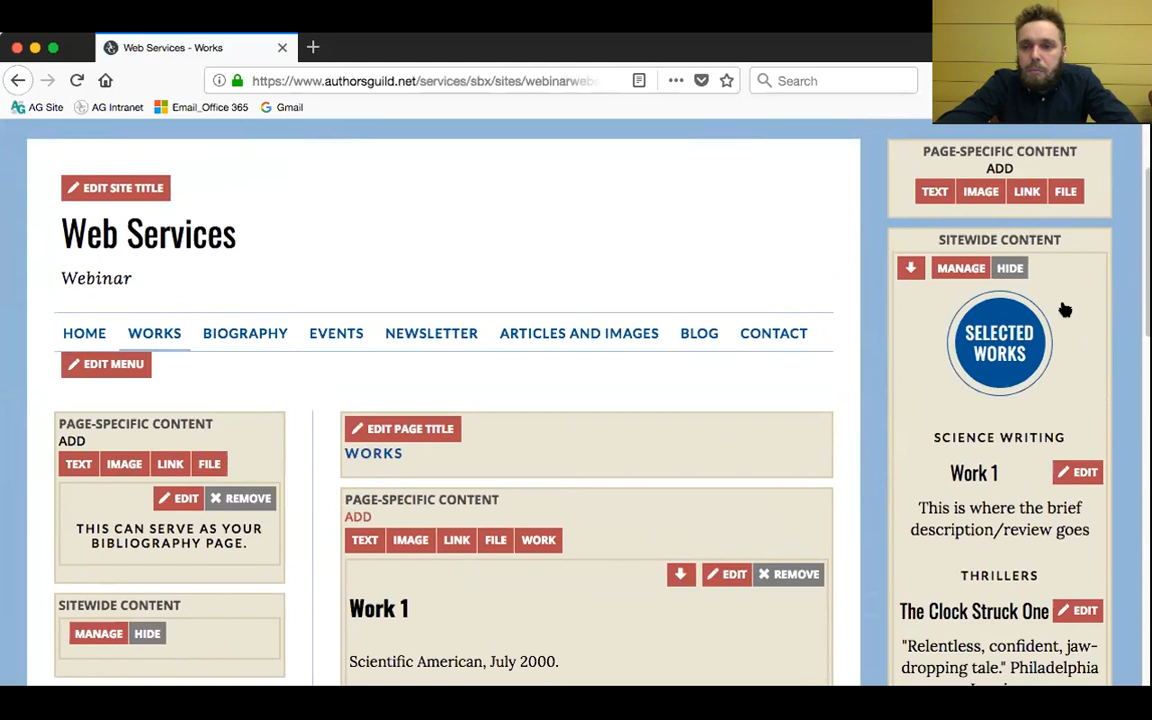 Web Services - Works
https://www.authorsguild.net/services/sbx/sites/webinarwebs
Search
AG Site
AG Intranet
Email_Office 365
Gmail
EDIT SITE TITLE
Web Services
Webinar
HOME
WORKS
BIOGRAPHY
EVENTS
NEWSLETTER
ARTICLES AND IMAGES
BLOG
CONTACT
EDIT MENU
PAGE-SPECIFIC CONTENT
ADD
TEXT
IMAGE
LINK
FILE
EDIT
REMOVE
THIS CAN SERVE AS YOUR
BIBLIOGRAPHY PAGE.
SITEWIDE CONTENT
MANAGE
HIDE
EDIT PAGE TITLE
WORKS
PAGE-SPECIFIC CONTENT
ADD
TEXT
IMAGE
LINK
FILE
WORK
EDIT
REMOVE
Work 1
Scientific American, July 2000.
PAGE-SPECIFIC CONTENT
ADD
TEXT
IMAGE
LINK
FILE
SITEWIDE CONTENT
MANAGE
HIDE
SELECTED
WORKS
SCIENCE WRITING
Work 1
EDIT
This is where the brief
description/review goes
THRILLERS
The Clock Struck One
EDIT
"Relentless, confident, jaw-
dropping tale." Philadelphia